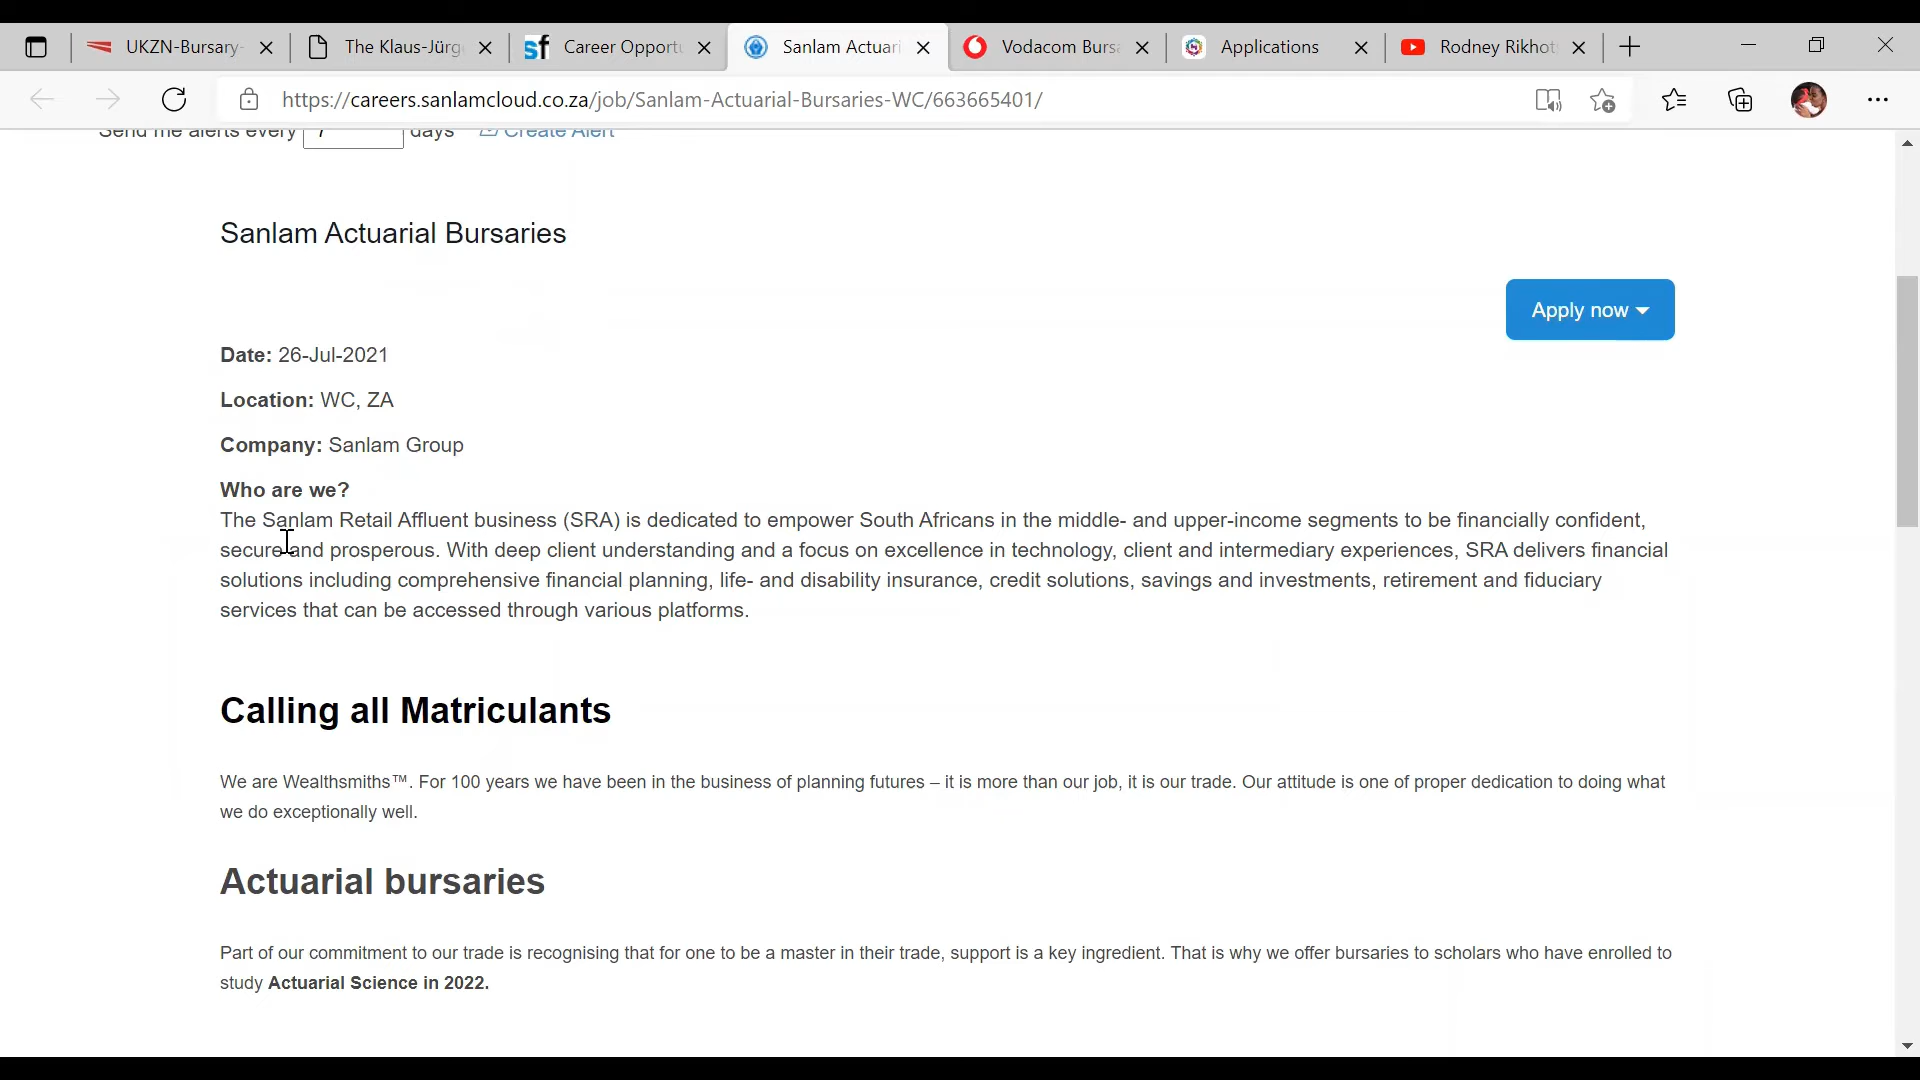 UKZN-Bursary-
The Klaus-Jürg
Career Opport
Sanlam Actuari
Vodacom Bursa
Applications
Rodney Rikhot
https://careers.sanlamcloud.co.za/job/Sanlam-Actuarial-Bursaries-WC/663665401/
Send me alerts every 7 days Create Alert
Sanlam Actuarial Bursaries
Apply now
Date: 26-Jul-2021
Location: WC, ZA
Company: Sanlam Group
Who are we?
The Sanlam Retail Affluent business (SRA) is dedicated to empower South Africans in the middle- and upper-income segments to be financially confident,
secure and prosperous. With deep client understanding and a focus on excellence in technology, client and intermediary experiences, SRA delivers financial
solutions including comprehensive financial planning, life- and disability insurance, credit solutions, savings and investments, retirement and fiduciary
services that can be accessed through various platforms.
Calling all Matriculants
We are Wealthsmiths™. For 100 years we have been in the business of planning futures – it is more than our job, it is our trade. Our attitude is one of proper dedication to doing what
we do exceptionally well.
Actuarial bursaries
Part of our commitment to our trade is recognising that for one to be a master in their trade, support is a key ingredient. That is why we offer bursaries to scholars who have enrolled to
study Actuarial Science in 2022.